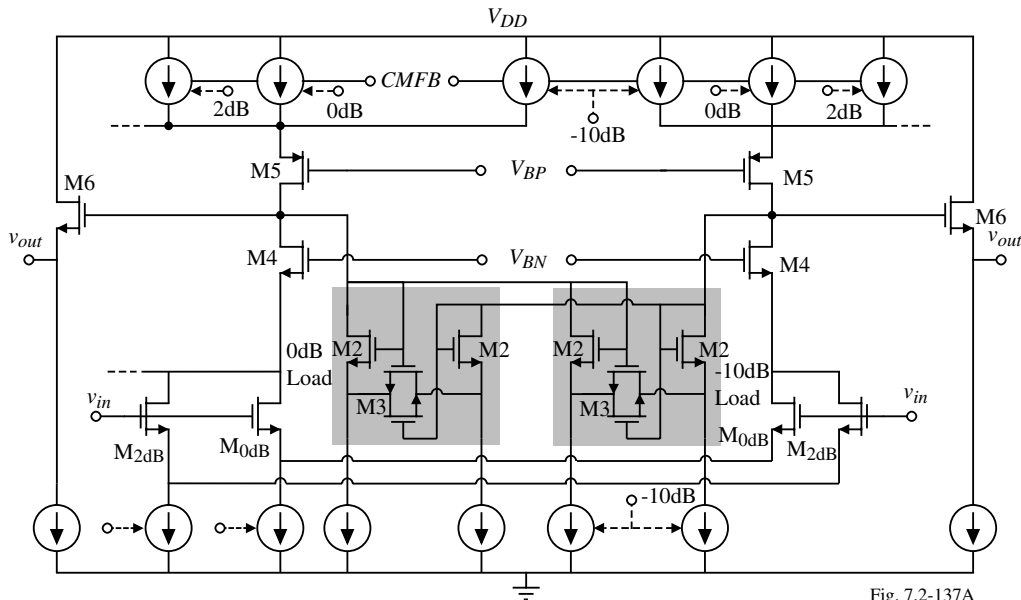 V_DD
CMFB
2dB
0dB
-10dB
0dB
2dB
M5
V_BP
M5
M6
M6
v_out
v_out
M4
V_BN
M4
0dB
Load
M2
M2
M3
M2
M2
M3
-10dB
Load
v_in
v_in
M_2dB
M_0dB
M_0dB
M_2dB
-10dB
Fig. 7.2-137A